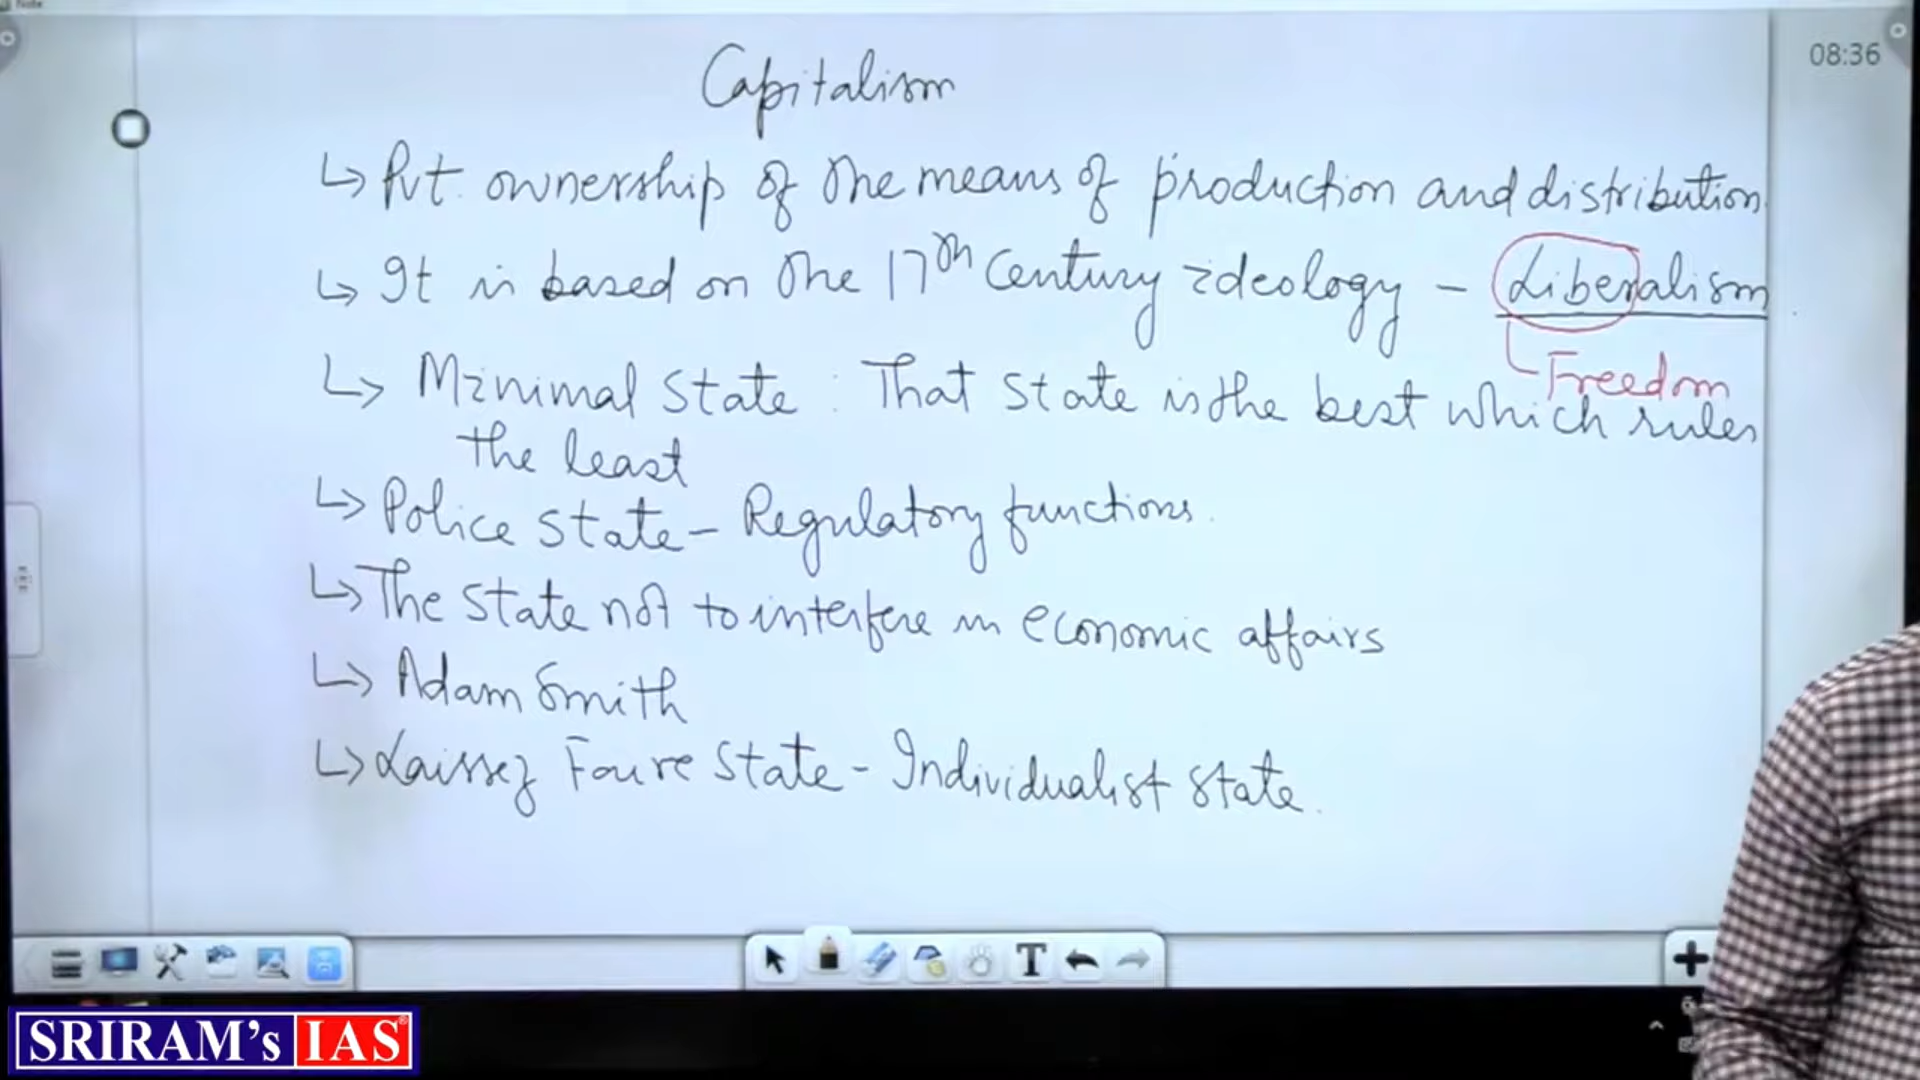 Note
08:36
Capitalism
↳ Pvt. ownership of the means of production and distribution.
↳ It is based on the 17th Century ideology - Liberalism
Freedom
↳ Minimal State : That State is the best which rules
the least
↳ Police State - Regulatory functions.
↳ The State not to interfere in economic affairs
↳ Adam Smith
↳ Laissez Faire State - Individualist State.
T
SRIRAM's IAS